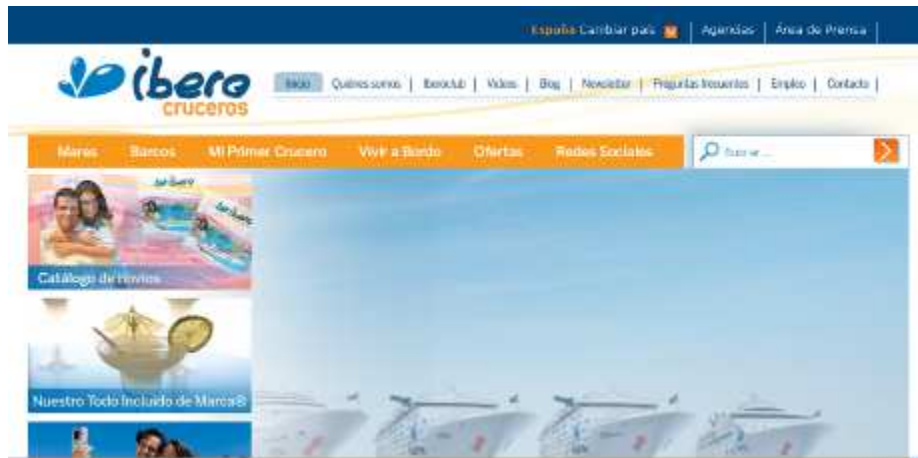 España Cambiar país | Agencias | Área de Prensa |
ibero
cruceros
Inicio | Quiénes somos | Iberoclub | Videos | Blog | Newsletter | Preguntas frecuentes | Empleo | Contacto |
Mares Barcos Mi Primer Crucero Vivir a Bordo Ofertas Redes Sociales Buscar ...
Catálogo de novios
Nuestro Todo Incluido de Marca®